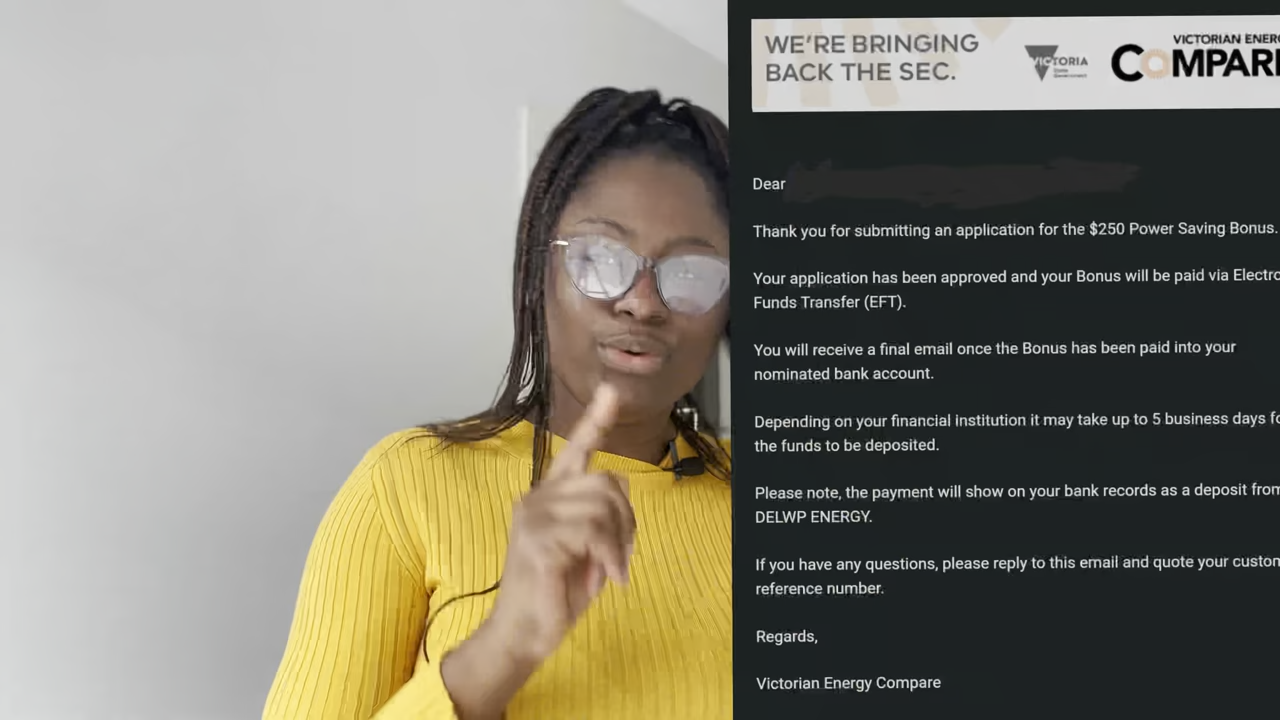 WE'RE BRINGING
BACK THE SEC.
VICTORIA
State
Government
VICTORIAN ENERG
COMPARE
Dear
Thank you for submitting an application for the $250 Power Saving Bonus.
Your application has been approved and your Bonus will be paid via Electro
Funds Transfer (EFT).
You will receive a final email once the Bonus has been paid into your
nominated bank account.
Depending on your financial institution it may take up to 5 business days fo
the funds to be deposited.
Please note, the payment will show on your bank records as a deposit from
DELWP ENERGY.
If you have any questions, please reply to this email and quote your custom
reference number.
Regards,
Victorian Energy Compare